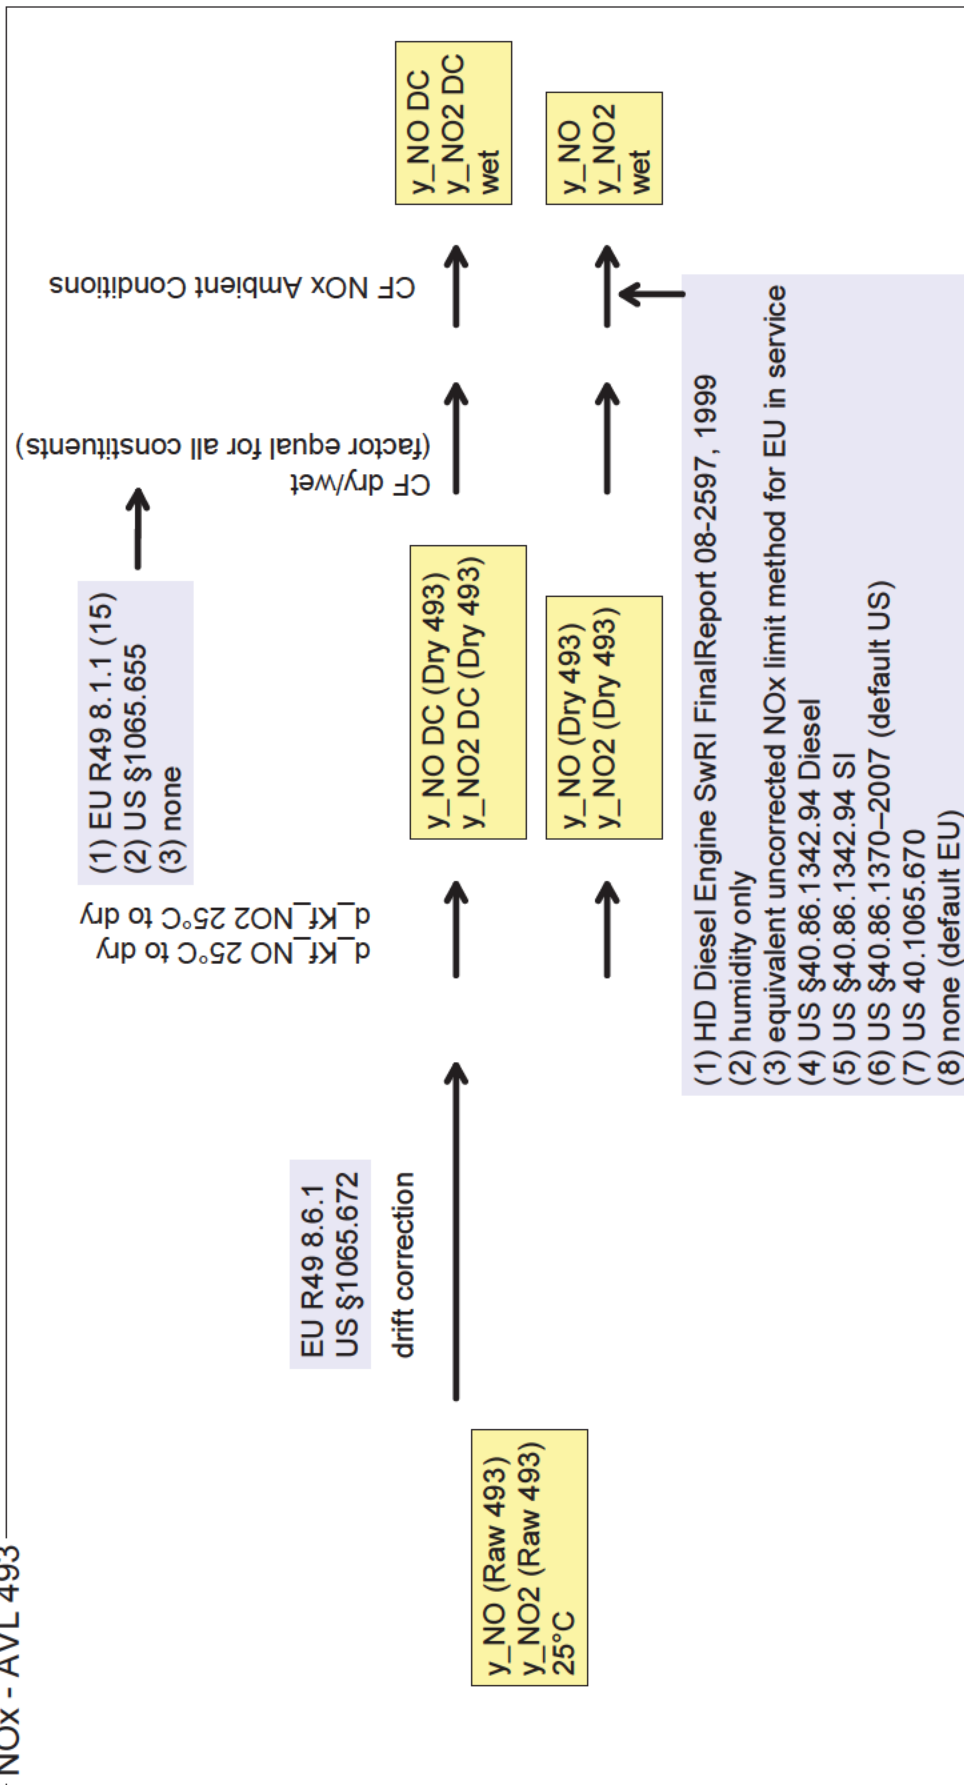 NOx - AVL 493
y_NO (Raw 493)
y_NO2 (Raw 493)
25°C
EU R49 8.6.1
US §1065.672
drift correction
d_Kf_NO 25°C to dry
d_Kf_NO2 25°C to dry
(1) EU R49 8.1.1 (15)
(2) US §1065.655
(3) none
y_NO DC (Dry 493)
y_NO2 DC (Dry 493)
y_NO (Dry 493)
y_NO2 (Dry 493)
CF dry/wet
(factor equal for all constituents)
CF NOx Ambient Conditions
y_NO DC
y_NO2 DC
wet
y_NO
y_NO2
wet
(1) HD Diesel Engine SwRI FinalReport 08-2597, 1999
(2) humidity only
(3) equivalent uncorrected NOx limit method for EU in service
(4) US §40.86.1342.94 Diesel
(5) US §40.86.1342.94 SI
(6) US §40.86.1370–2007 (default US)
(7) US 40.1065.670
(8) none (default EU)